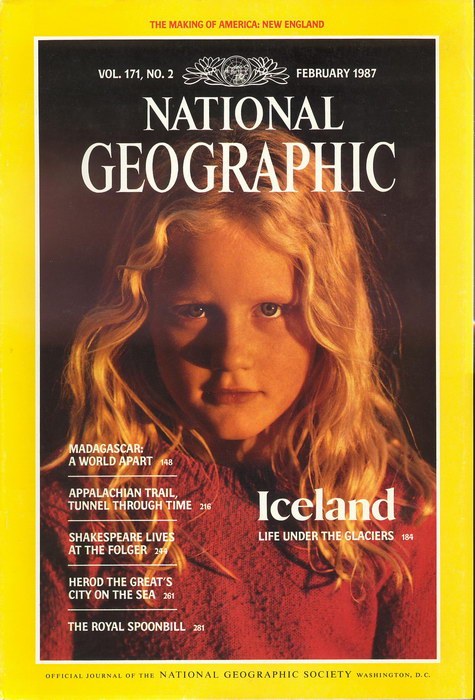 THE MAKING OF AMERICA: NEW ENGLAND
VOL. 171, NO. 2
FEBRUARY 1987
NATIONAL
GEOGRAPHIC
MADAGASCAR:
A WORLD APART 148
APPALACHIAN TRAIL,
TUNNEL THROUGH TIME 216
SHAKESPEARE LIVES
AT THE FOLGER 244
HEROD THE GREAT'S
CITY ON THE SEA 261
THE ROYAL SPOONBILL 281
Iceland
LIFE UNDER THE GLACIERS 184
OFFICIAL JOURNAL OF THE NATIONAL GEOGRAPHIC SOCIETY WASHINGTON, D.C.